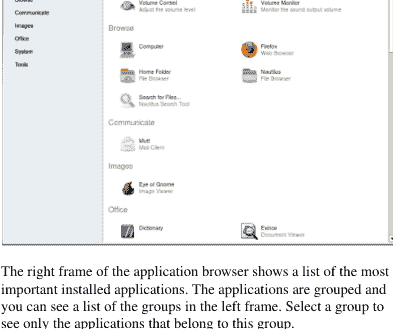 Browse
Communicate
Images
Office
System
Tools
Volume Control
Adjust the volume level
Volume Monitor
Monitor the sound output volume
Browse
Computer
Firefox
Web Browser
Home Folder
File Browser
Nautilus
File Browser
Search for Files...
Nautilus Search Tool
Communicate
Mutt
Mail Client
Images
Eye of Gnome
Image Viewer
Office
Dictionary
Evince
Document Viewer
The right frame of the application browser shows a list of the most
important installed applications. The applications are grouped and
you can see a list of the groups in the left frame. Select a group to
see only the applications that belong to this group.